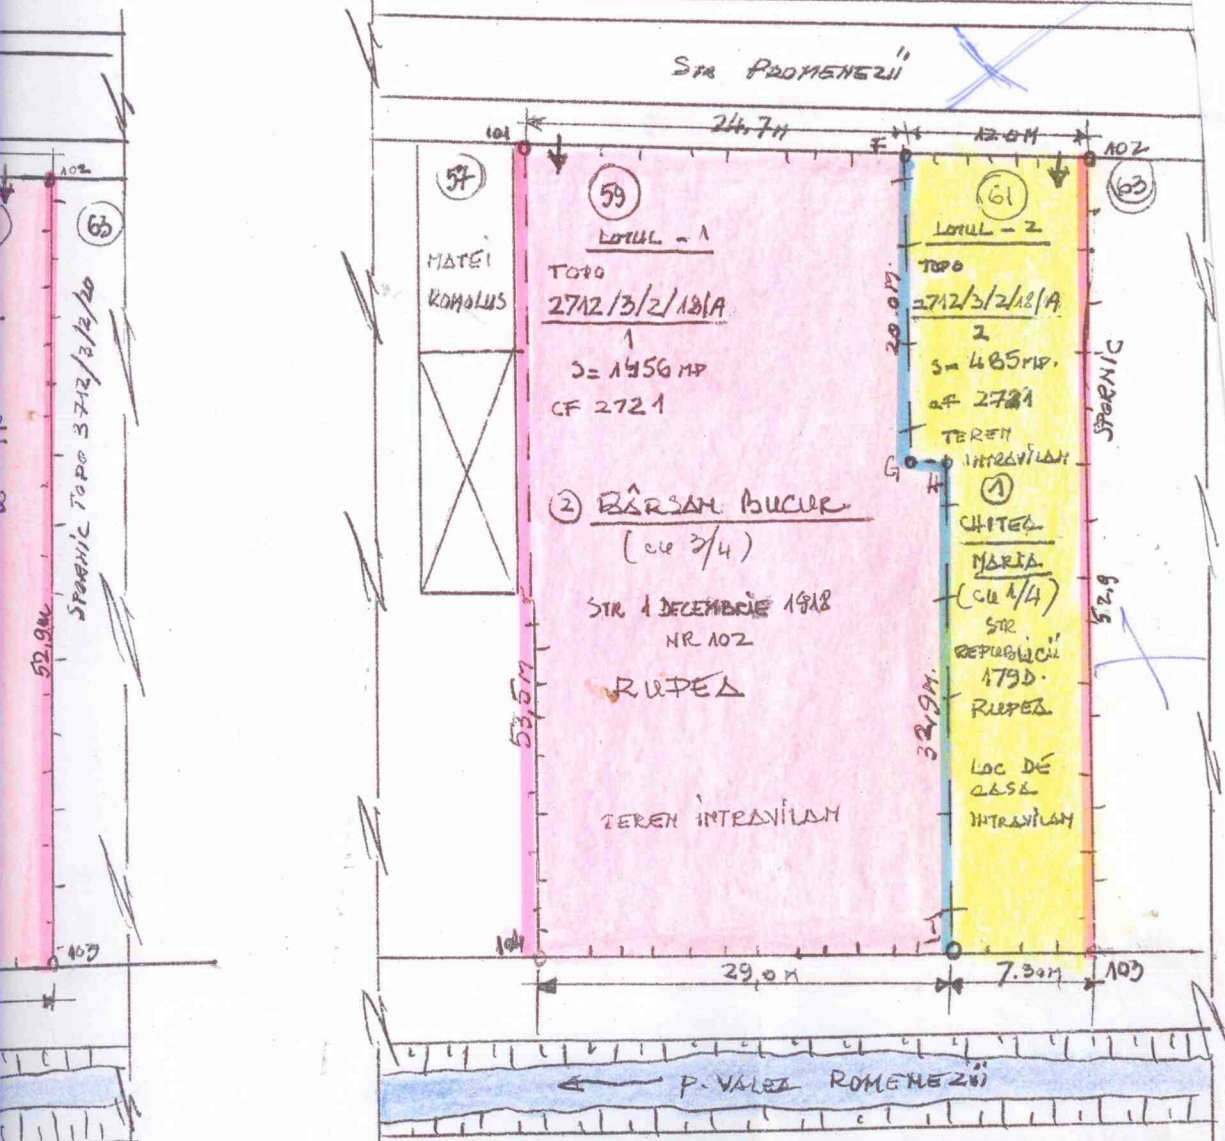 STR PROMENEZII
24,7M
12.0M
101
F
102
102
57
59
61
63
63
LOTUL - 1
LOTUL - 2
MATEI
ROMOLUS
TOPO
2712/3/2/18/A
1
S= 1456 MP
CF 2721
TOPO
2712/3/2/18/A
2
S= 485 MP.
CF 2721
TEREN
INTRAVILAN
20.0M.
SPORNIC
SPORNIC TOPO 3712/3/2/20
G
H
2 BÂRSAN BUCUR
(cu 3/4)
1
CHITEA
MARIA
(cu 1/4)
STR 1 DECEMBRIE 1918
NR 102
RUPEA
STR
REPUBLICII
179D.
RUPEA
52,9
52,9M
53,5M
32,9M.
LOC DE
CASA
INTRAVILAN
TEREN INTRAVILAN
104
I
103
103
29,0M
7.30M
P. VALEA ROMENEZII